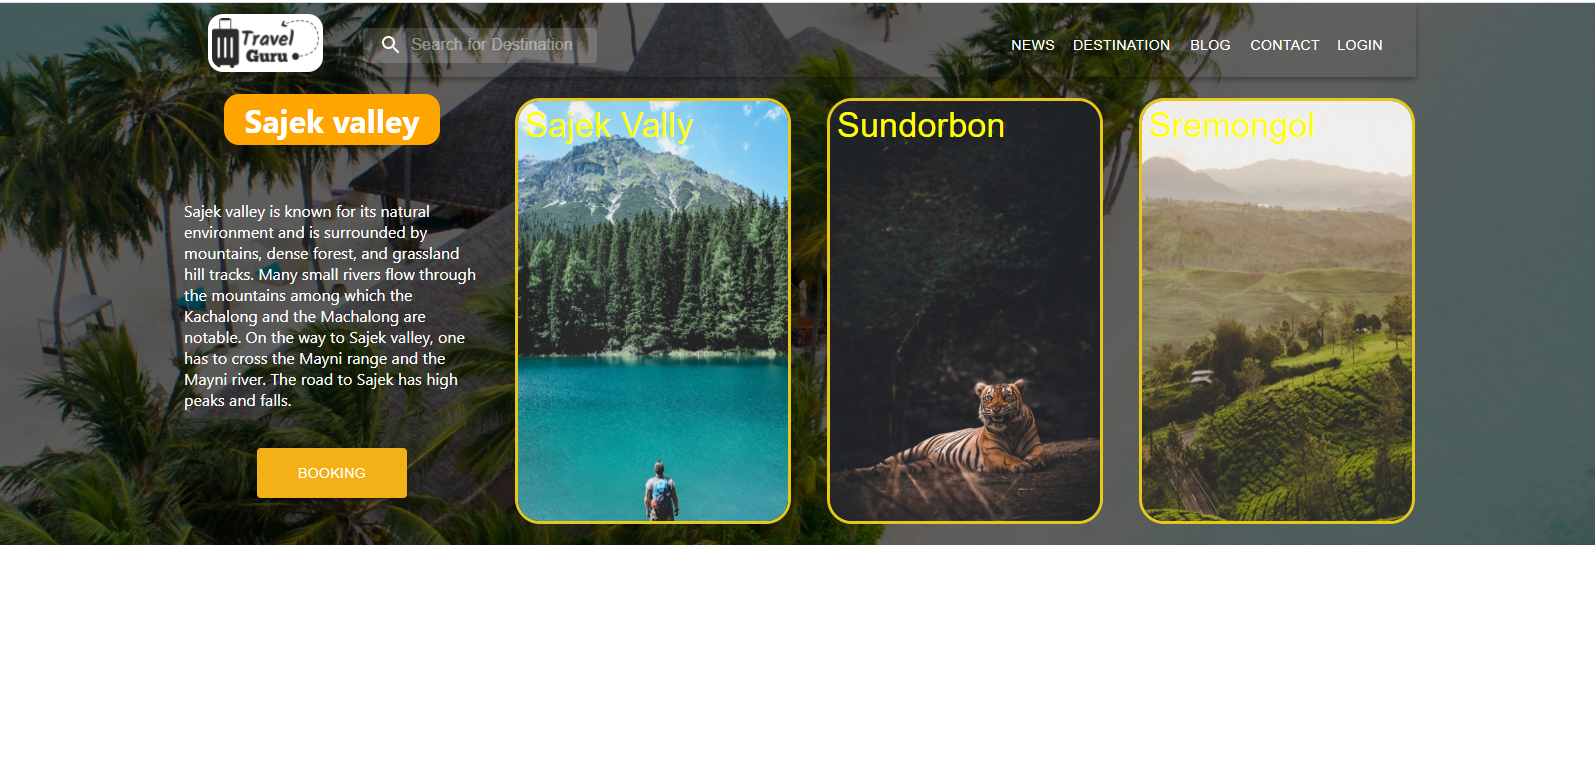 Travel
Guru
Search for Destination
NEWS DESTINATION BLOG CONTACT LOGIN
Sajek valley
Sajek valley is known for its natural
environment and is surrounded by
mountains, dense forest, and grassland
hill tracks. Many small rivers flow through
the mountains among which the
Kachalong and the Machalong are
notable. On the way to Sajek valley, one
has to cross the Mayni range and the
Mayni river. The road to Sajek has high
peaks and falls.
BOOKING
Sajek Vally
Sundorbon
Sremongol